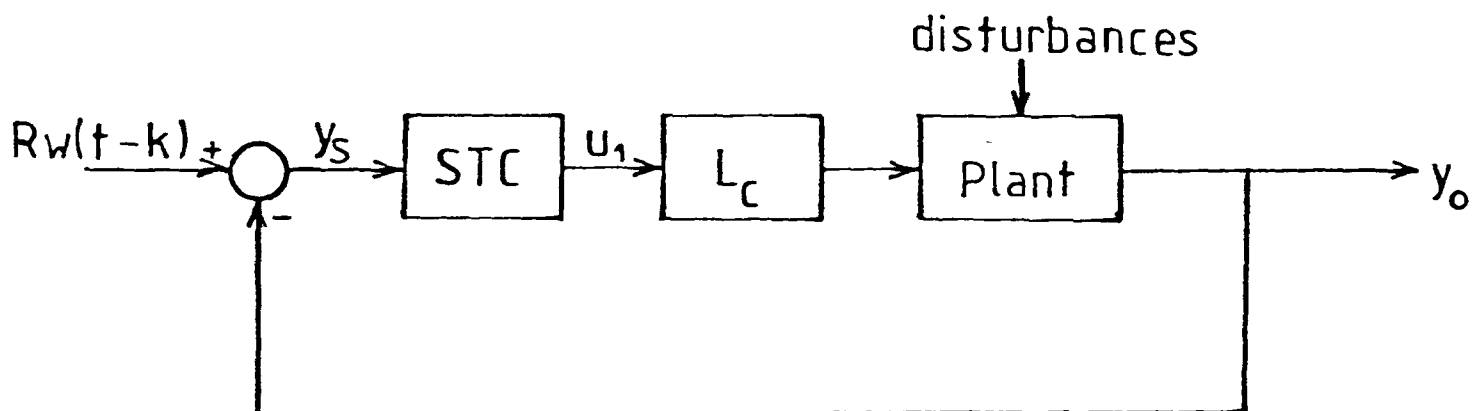 disturbances
Rw(t-k) +
yS
STC
u1
LC
Plant
yo
-